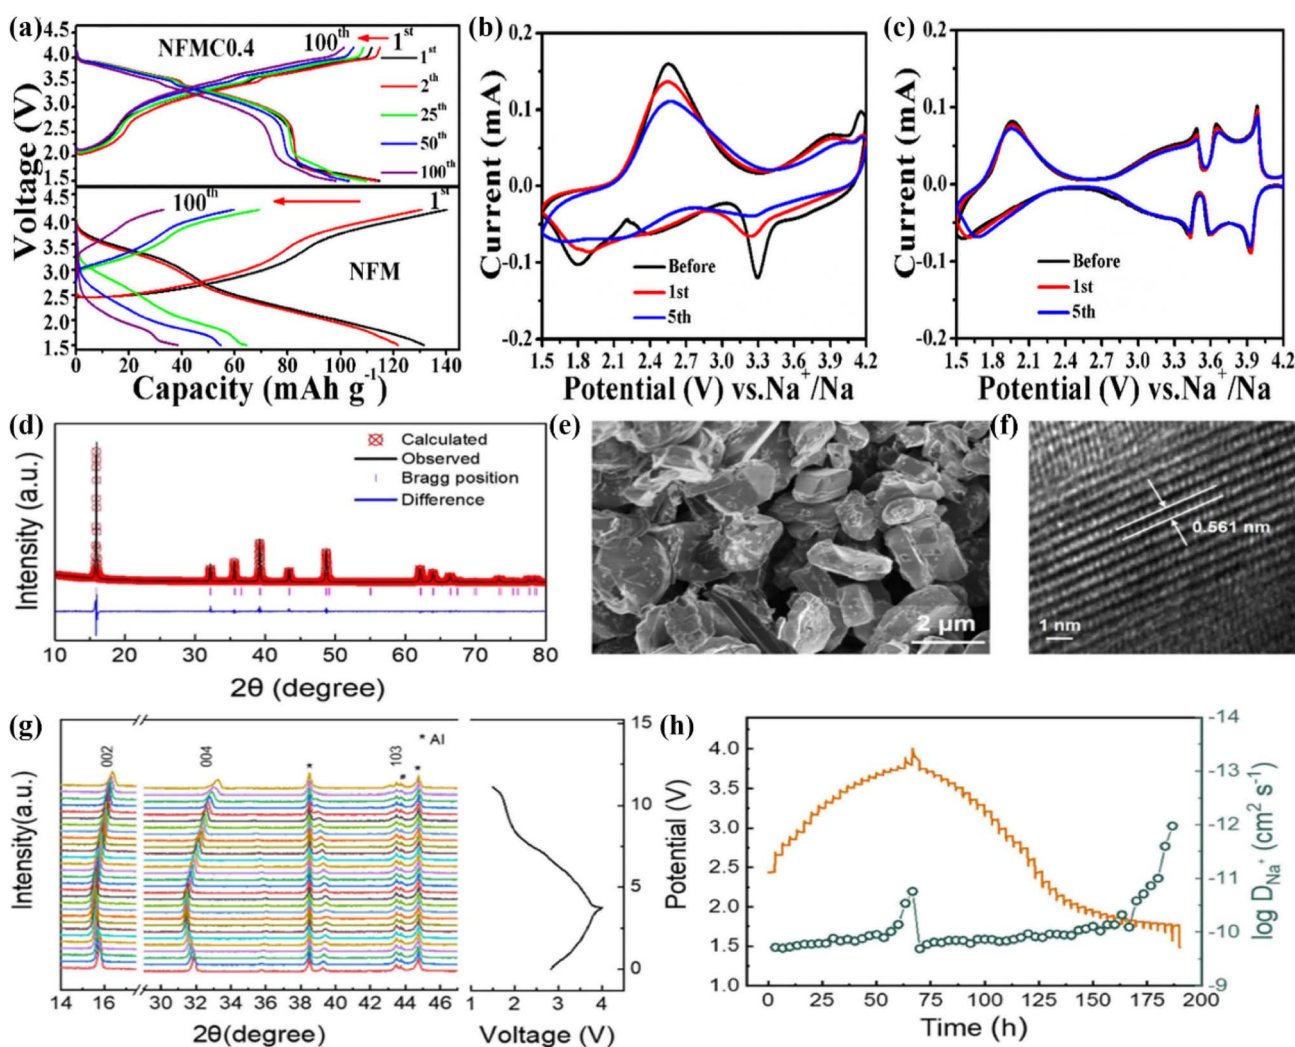 (a)
4.5
4.0
3.5
3.0
2.5
2.0
1.5
4.5
4.0
3.5
3.0
2.5
2.0
1.5
Voltage (V)
NFMC0.4
100th
1st
1st
2th
25th
50th
100th
100th
1st
NFM
0 20 40 60 80 100 120 140
Capacity (mAh g-1)
(b)
0.2
0.1
0.0
-0.1
-0.2
Current (mA)
Before
1st
5th
1.5 1.8 2.1 2.4 2.7 3.0 3.3 3.6 3.9 4.2
Potential (V) vs.Na+/Na
(c)
0.2
0.1
0.0
-0.1
-0.2
Current (mA)
Before
1st
5th
1.5 1.8 2.1 2.4 2.7 3.0 3.3 3.6 3.9 4.2
Potential (V) vs.Na+/Na
(d)
Intensity (a.u.)
Calculated
Observed
Bragg position
Difference
10 20 30 40 50 60 70 80
2θ (degree)
(e)
2 μm
(f)
0.561 nm
1 nm
(g)
Intensity(a.u.)
002
004
103
* Al
*
*
*
14 16 30 32 34 36 38 40 42 44 46
2θ(degree)
15
10
5
0
1 2 3 4
Voltage (V)
(h)
4.0
3.5
3.0
2.5
2.0
1.5
1.0
Potential (V)
-14
-13
-12
-11
-10
-9
log DNa+ (cm2 s-1)
0 25 50 75 100 125 150 175 200
Time (h)